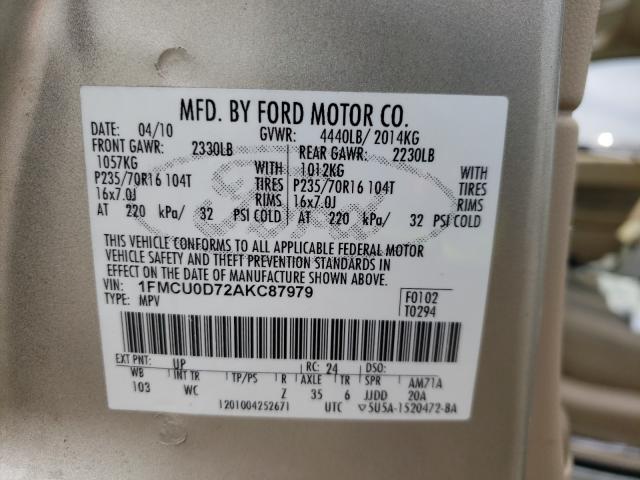 MFD. BY FORD MOTOR CO.
DATE: 04/10 GVWR: 4440LB/ 2014KG
FRONT GAWR: 2330LB REAR GAWR: 2230LB
1057KG WITH 1012KG WITH
P235/70R16 104T TIRES P235/70R16 104T TIRES
16x7.0J RIMS 16x7.0J RIMS
AT 220 kPa/ 32 PSI COLD AT 220 kPa/ 32 PSI COLD
Ford
THIS VEHICLE CONFORMS TO ALL APPLICABLE FEDERAL MOTOR
VEHICLE SAFETY AND THEFT PREVENTION STANDARDS IN
EFFECT ON THE DATE OF MANUFACTURE SHOWN ABOVE.
VIN: 1FMCU0D72AKC87979 F0102
TYPE: MPV T0294
EXT PNT: UP RC: 24 DSO:
WB INT TR TP/PS R AXLE TR SPR AM71A
103 WC Z 35 6 JJDD 20A
1201004252671 UTC ▽5U5A-1520472-BA